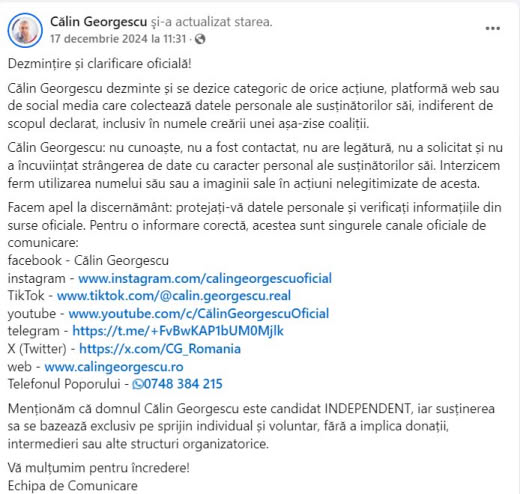 Călin Georgescu și-a actualizat starea.
17 decembrie 2024 la 11:31 ·
Dezmințire și clarificare oficială!
Călin Georgescu dezminte și se dezice categoric de orice acțiune, platformă web sau
de social media care colectează datele personale ale susținătorilor săi, indiferent de
scopul declarat, inclusiv în numele creării unei așa-zise coaliții.
Călin Georgescu: nu cunoaște, nu a fost contactat, nu are legătură, nu a solicitat și nu
a încuviințat strângerea de date cu caracter personal ale susținătorilor săi. Interzicem
ferm utilizarea numelui său sau a imaginii sale în acțiuni nelegitimizate de acesta.
Facem apel la discernământ: protejați-vă datele personale și verificați informațiile din
surse oficiale. Pentru o informare corectă, acestea sunt singurele canale oficiale de
comunicare:
facebook - Călin Georgescu
instagram - www.instagram.com/calingeorgescuoficial
TikTok - www.tiktok.com/@calin.georgescu.real
youtube - www.youtube.com/c/CălinGeorgescuOficial
telegram - https://t.me/+FvBwKAP1bUM0Mjlk
X (Twitter) - https://x.com/CG_Romania
web - www.calingeorgescu.ro
Telefonul Poporului - 0748 384 215
Menționăm că domnul Călin Georgescu este candidat INDEPENDENT, iar susținerea
sa se bazează exclusiv pe sprijin individual și voluntar, fără a implica donații,
intermedieri sau alte structuri organizatorice.
Vă mulțumim pentru încredere!
Echipa de Comunicare